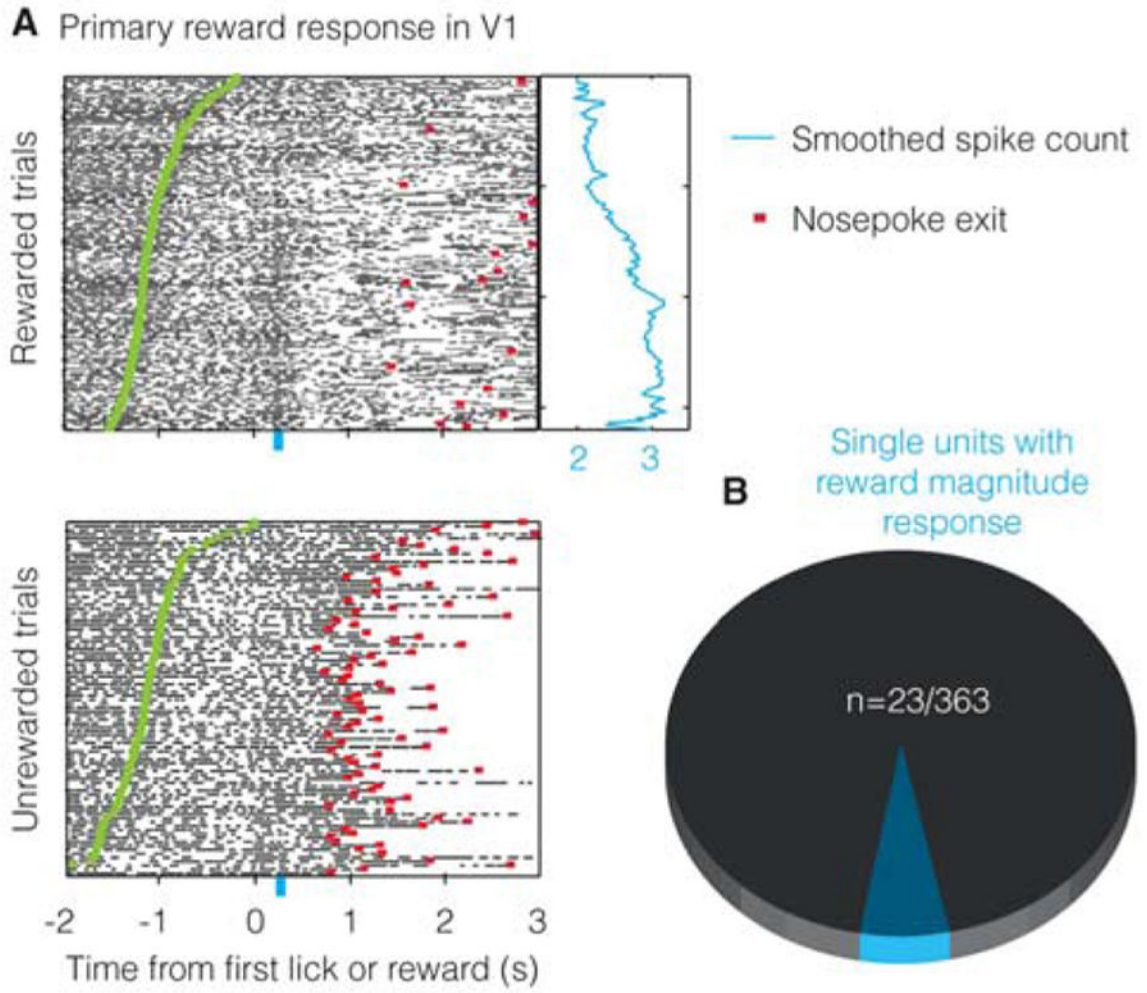 A Primary reward response in V1
Rewarded trials
2 3
Smoothed spike count
Nosepoke exit
Unrewarded trials
-2 -1 0 1 2 3
Time from first lick or reward (s)
B
Single units with
reward magnitude
response
n=23/363